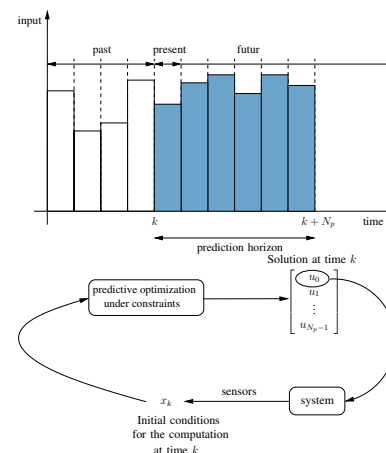 input
past present futur
k k + N_p time
prediction horizon
Solution at time k
predictive optimization
under constraints
u_0
u_1
⋮
u_{N_p−1}
sensors
x_k system
Initial conditions
for the computation
at time k